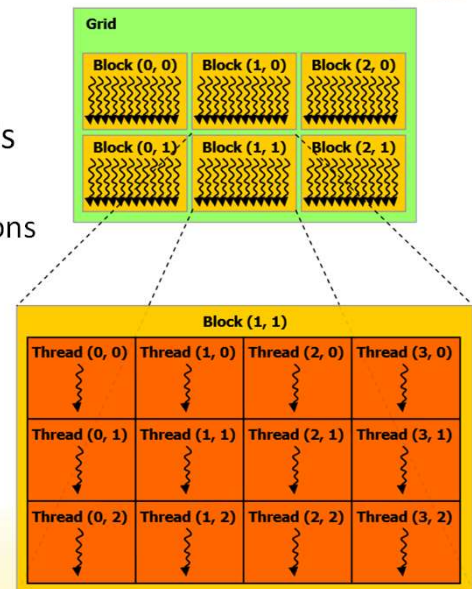 Grid
Block (0, 0) Block (1, 0) Block (2, 0)
Block (0, 1) Block (1, 1) Block (2, 1)
Block (1, 1)
Thread (0, 0) Thread (1, 0) Thread (2, 0) Thread (3, 0)
Thread (0, 1) Thread (1, 1) Thread (2, 1) Thread (3, 1)
Thread (0, 2) Thread (1, 2) Thread (2, 2) Thread (3, 2)